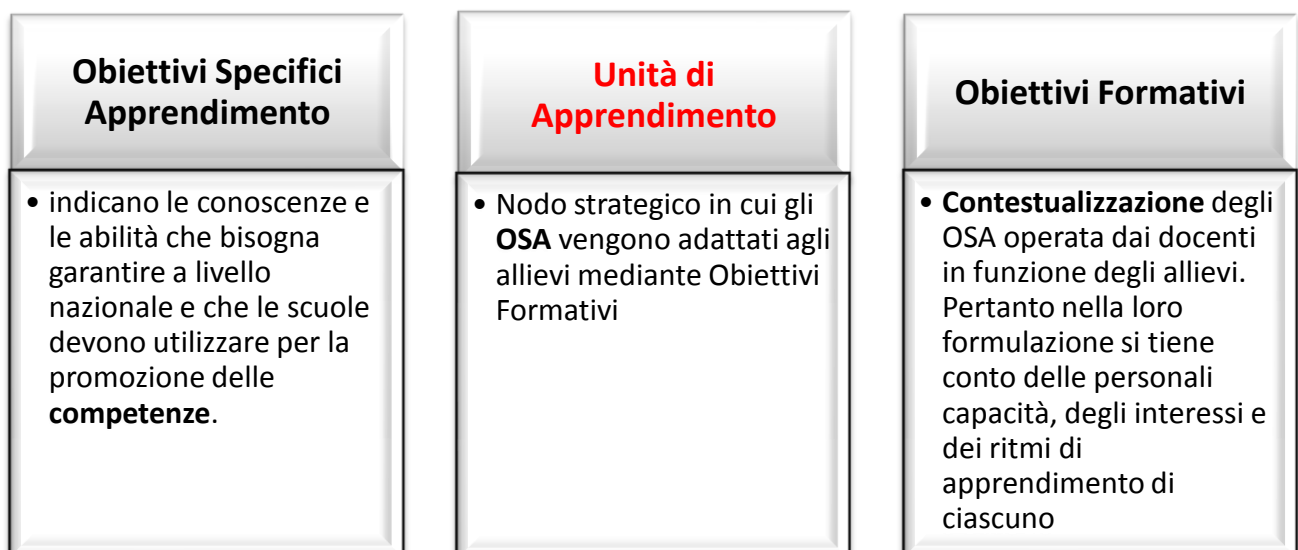 Obiettivi Specifici
Apprendimento
• indicano le conoscenze e
le abilità che bisogna
garantire a livello
nazionale e che le scuole
devono utilizzare per la
promozione delle
competenze.
Unità di
Apprendimento
• Nodo strategico in cui gli
OSA vengono adattati agli
allievi mediante Obiettivi
Formativi
Obiettivi Formativi
• Contestualizzazione degli
OSA operata dai docenti
in funzione degli allievi.
Pertanto nella loro
formulazione si tiene
conto delle personali
capacità, degli interessi e
dei ritmi di
apprendimento di
ciascuno